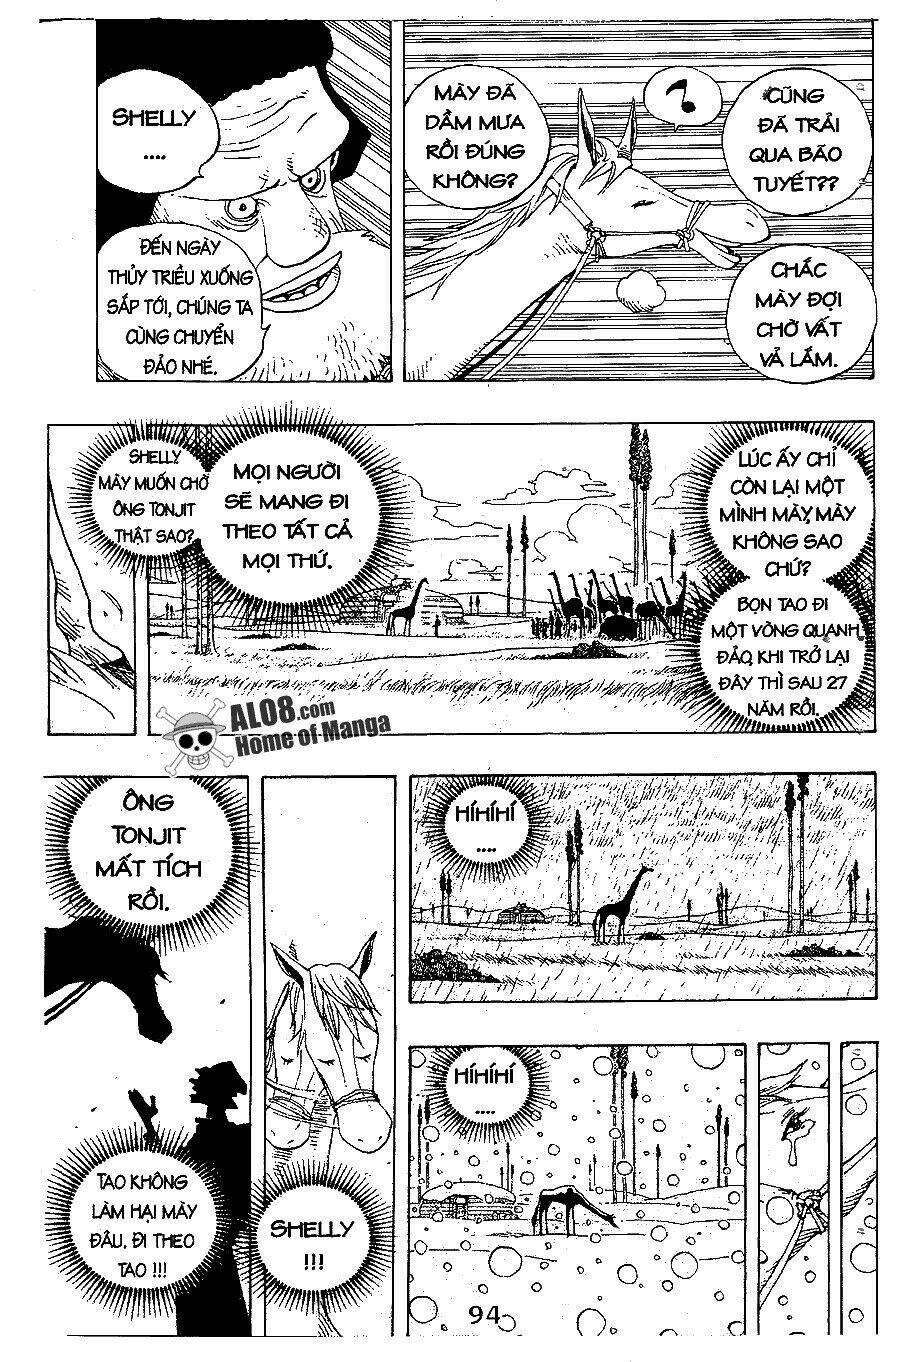 CŨNG
ĐÃ TRẢI
QUA BÃO
TUYẾT??
MÀY ĐÃ
DẦM MƯA
RỒI ĐÚNG
KHÔNG?
CHẮC
MÀY ĐỢI
CHỜ VẤT
VẢ LẮM.
SHELLY
....
ĐẾN NGÀY
THỦY TRIỀU XUỐNG
SẮP TỚI, CHÚNG TA
CÙNG CHUYỂN
ĐẢO NHÉ.
LÚC ẤY CHỈ
CÒN LẠI MỘT
MÌNH MÀY, MÀY
KHÔNG SAO
CHỨ?
BỌN TAO ĐI
MỘT VÒNG QUANH
ĐẢO, KHI TRỞ LẠI
ĐÂY THÌ SAU 27
NĂM RỒI.
MỌI NGƯỜI
SẼ MANG ĐI
THEO TẤT CẢ
MỌI THỨ.
SHELLY
MÀY MUỐN CHỜ
ÔNG TONJIT
THẬT SAO?
AL08.com
Home of Manga
HÍHÍHÍ
....
HÍHÍHÍ
....
SHELLY
!!!
ÔNG
TONJIT
MẤT TÍCH
RỒI.
TAO KHÔNG
LÀM HẠI MÀY
ĐÂU. ĐI THEO
TAO !!!
94